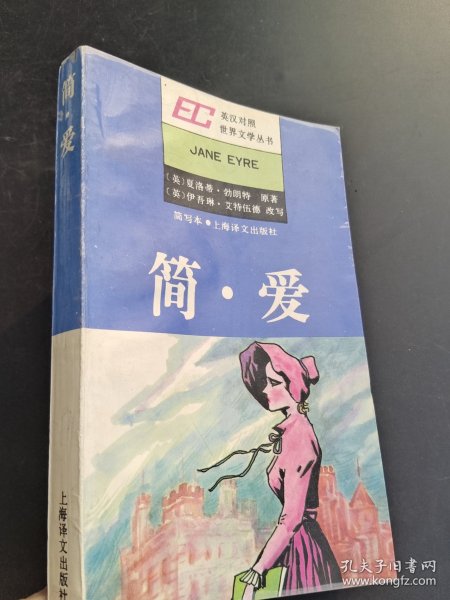 简·爱
上海译文出版社
EC
英汉对照
世界文学丛书
JANE EYRE
〔英〕夏洛蒂·勃朗特 原著
〔英〕伊吾琳·艾特伍德 改写
简写本●上海译文出版社
简·爱
孔夫子旧书网
www.kongfz.com